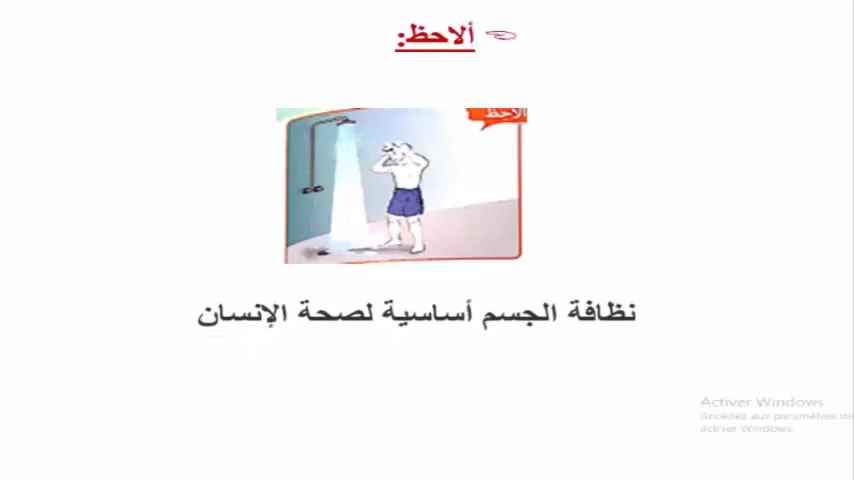 ألاحظ:
ألاحظ
نظافة الجسم أساسية لصحة الإنسان
Activer Windows
Accédez aux paramètres de
activer Windows.